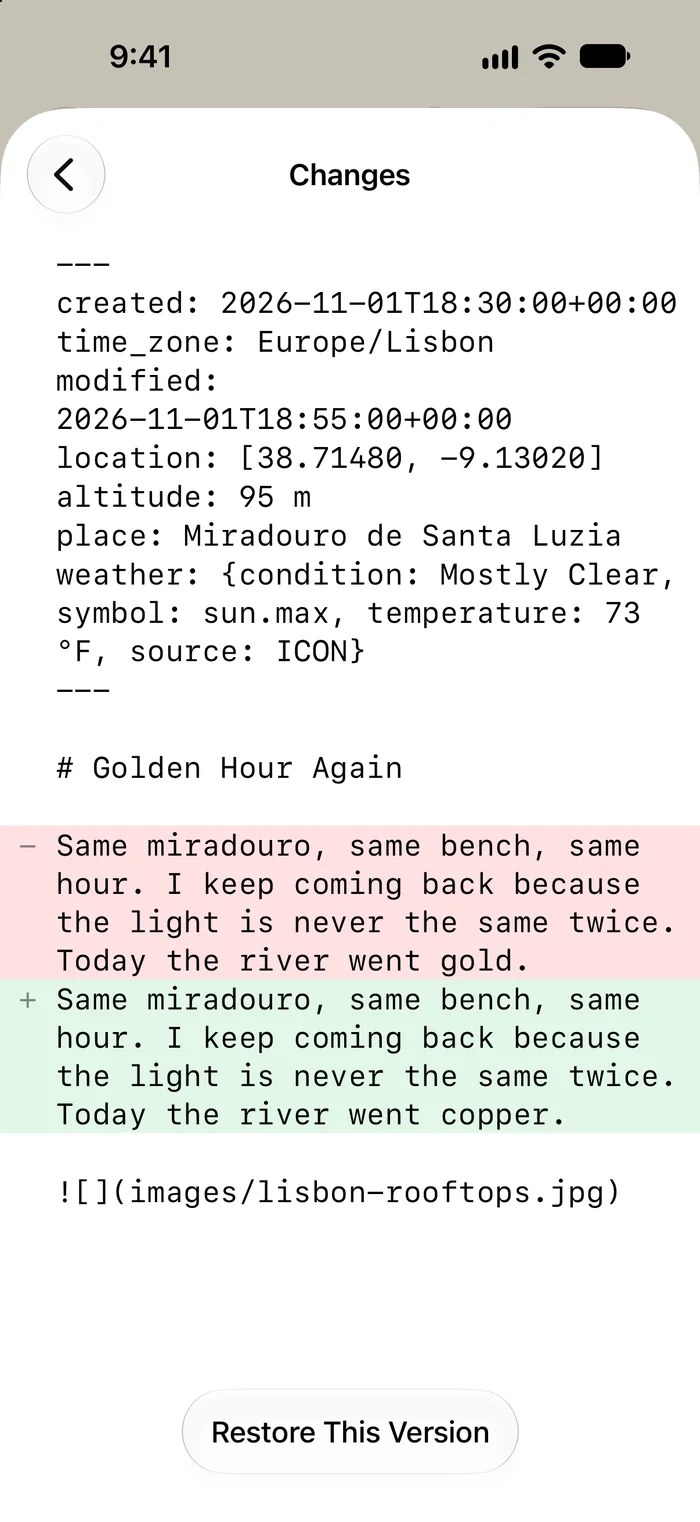 9:41
Changes
---
created: 2026-11-01T18:30:00+00:00
time_zone: Europe/Lisbon
modified:
2026-11-01T18:55:00+00:00
location: [38.71480, -9.13020]
altitude: 95 m
place: Miradouro de Santa Luzia
weather: {condition: Mostly Clear,
symbol: sun.max, temperature: 73
°F, source: ICON}
---
# Golden Hour Again
- Same miradouro, same bench, same
hour. I keep coming back because
the light is never the same twice.
Today the river went gold.
+ Same miradouro, same bench, same
hour. I keep coming back because
the light is never the same twice.
Today the river went copper.
![](images/lisbon-rooftops.jpg)
Restore This Version